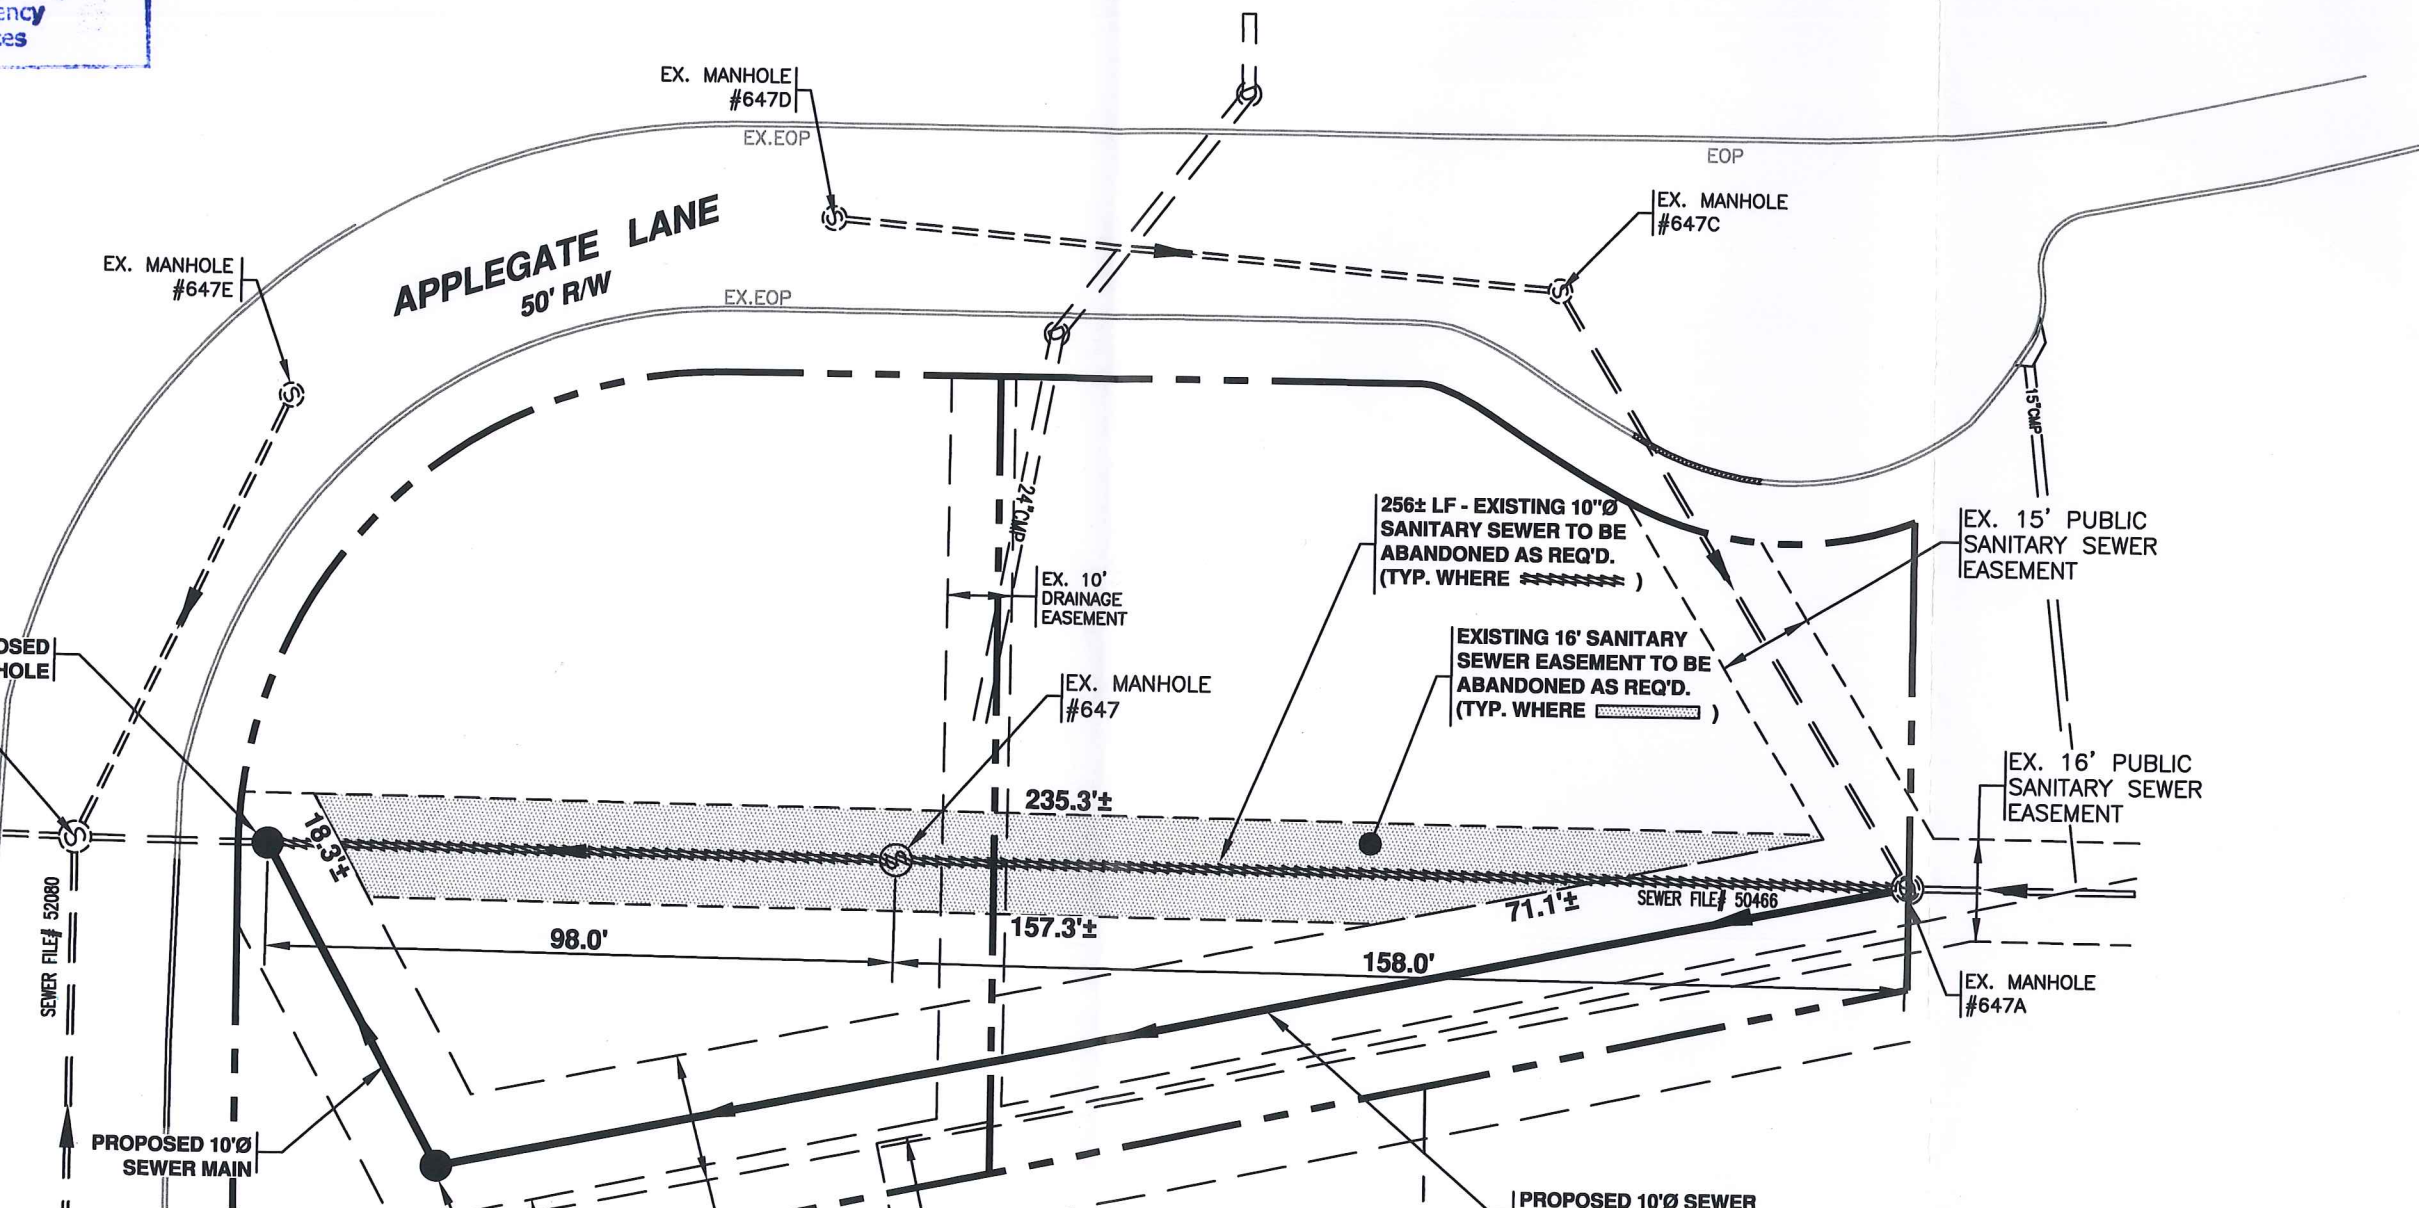 ency
es
EX. MANHOLE
#647D
EX.EOP
EOP
EX. MANHOLE
#647C
APPLEGATE LANE
50' R/W
EX. MANHOLE
#647E
EX.EOP
15"CMP
24"CMP
256± LF - EXISTING 10"Ø
SANITARY SEWER TO BE
ABANDONED AS REQ'D.
(TYP. WHERE )
EX. 15' PUBLIC
SANITARY SEWER
EASEMENT
EX. 10'
DRAINAGE
EASEMENT
OSED
HOLE
EXISTING 16' SANITARY
SEWER EASEMENT TO BE
ABANDONED AS REQ'D.
(TYP. WHERE )
EX. MANHOLE
#647
EX. 16' PUBLIC
SANITARY SEWER
EASEMENT
235.3'±
18.3'±
S
S
S
S
S
S
SEWER FILE# 52080
SEWER FILE# 50466
71.1'±
157.3'±
98.0'
158.0'
EX. MANHOLE
#647A
PROPOSED 10'Ø
SEWER MAIN
PROPOSED 10'Ø SEWER